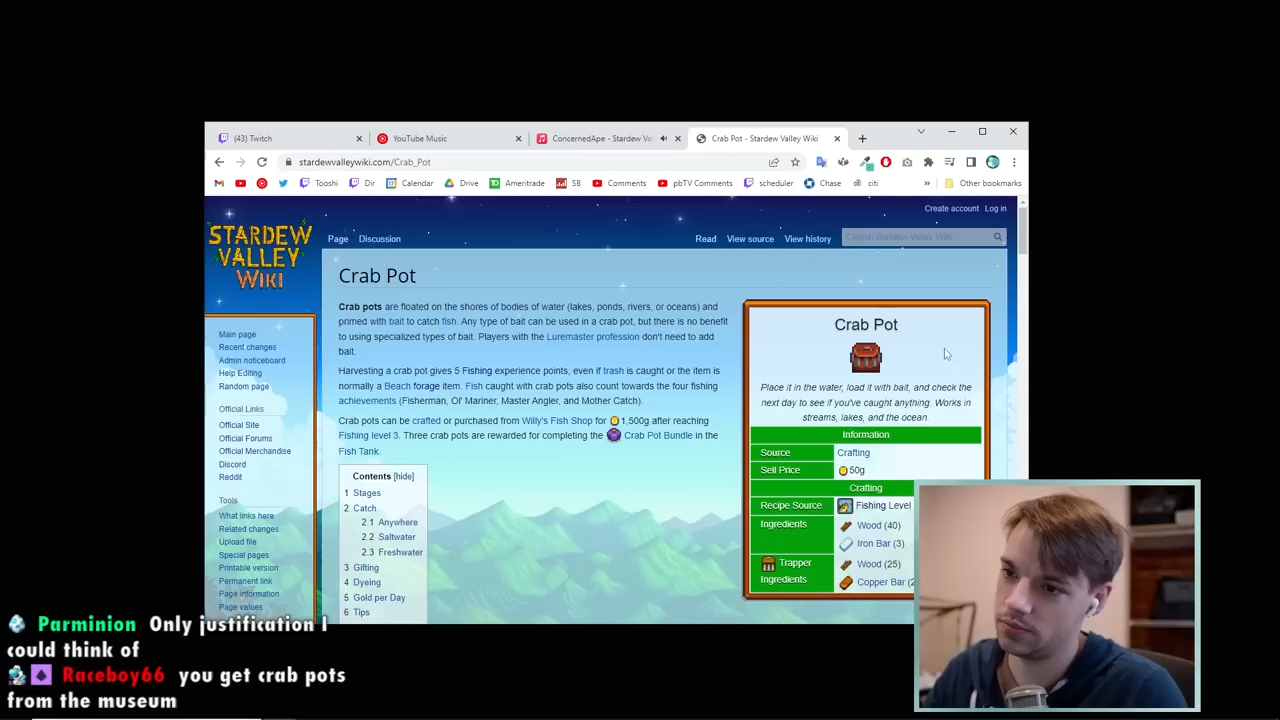 (43) Twitch
YouTube Music
ConcernedApe - Stardew Va
Crab Pot - Stardew Valley Wiki
stardewvalleywiki.com/Crab_Pot
Tooshi
Dir
Calendar
Drive
Ameritrade
SB
Comments
pbTV Comments
scheduler
Chase
citi
»
Other bookmarks
Create account Log in
STARDEW
VALLEY
WIKI
Page Discussion
Read View source View history
Search Stardew Valley Wiki
Crab Pot
Crab pots are floated on the shores of bodies of water (lakes, ponds, rivers, or oceans) and
primed with bait to catch fish. Any type of bait can be used in a crab pot, but there is no benefit
to using specialized types of bait. Players with the Luremaster profession don't need to add
bait.
Harvesting a crab pot gives 5 Fishing experience points, even if trash is caught or the item is
normally a Beach forage item. Fish caught with crab pots also count towards the four fishing
achievements (Fisherman, Ol' Mariner, Master Angler, and Mother Catch).
Crab pots can be crafted or purchased from Willy's Fish Shop for 1,500g after reaching
Fishing level 3. Three crab pots are rewarded for completing the Crab Pot Bundle in the
Fish Tank.
Contents [hide]
1 Stages
2 Catch
2.1 Anywhere
2.2 Saltwater
2.3 Freshwater
3 Gifting
4 Dyeing
5 Gold per Day
6 Tips
Crab Pot
Place it in the water, load it with bait, and check the
next day to see if you've caught anything. Works in
streams, lakes, and the ocean.
Information
Source Crafting
Sell Price 50g
Crafting
Recipe Source Fishing Level
Ingredients Wood (40)
Iron Bar (3)
Trapper
Ingredients
Wood (25)
Copper Bar (2
Main page
Recent changes
Admin noticeboard
Help Editing
Random page
Official Links
Official Site
Official Forums
Official Merchandise
Discord
Reddit
Tools
What links here
Related changes
Upload file
Special pages
Printable version
Permanent link
Page information
Page values
Parminion Only justification I
could think of
Raceboy66 you get crab pots
from the museum